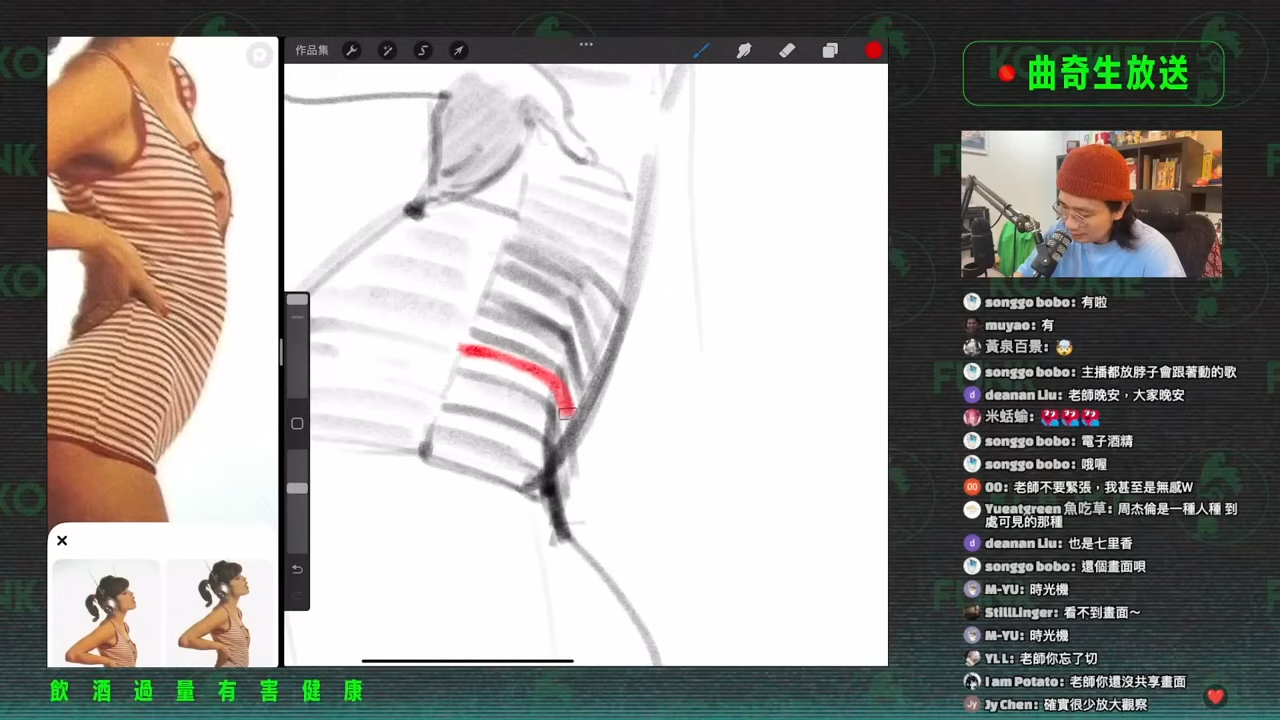 作品集
曲奇生放送
songgo bobo: 有啦
muyao: 有
黃泉百景: 🤯
songgo bobo: 主播都放脖子會跟著動的歌
deanan Liu: 老師晚安，大家晚安
米蛞蝓:
songgo bobo: 電子酒精
songgo bobo: 哦喔
OO: 老師不要緊張，我甚至是無感W
Yueatgreen 魚吃草: 周杰倫是一種人種 到
處可見的那種
deanan Liu: 也是七里香
songgo bobo: 還個畫面唄
M-YU: 時光機
StillLinger: 看不到畫面～
M-YU: 時光機
YL L: 老師你忘了切
I am Potato: 老師你還沒共享畫面
Jy Chen: 確實很少放大觀察
飲酒過量有害健康